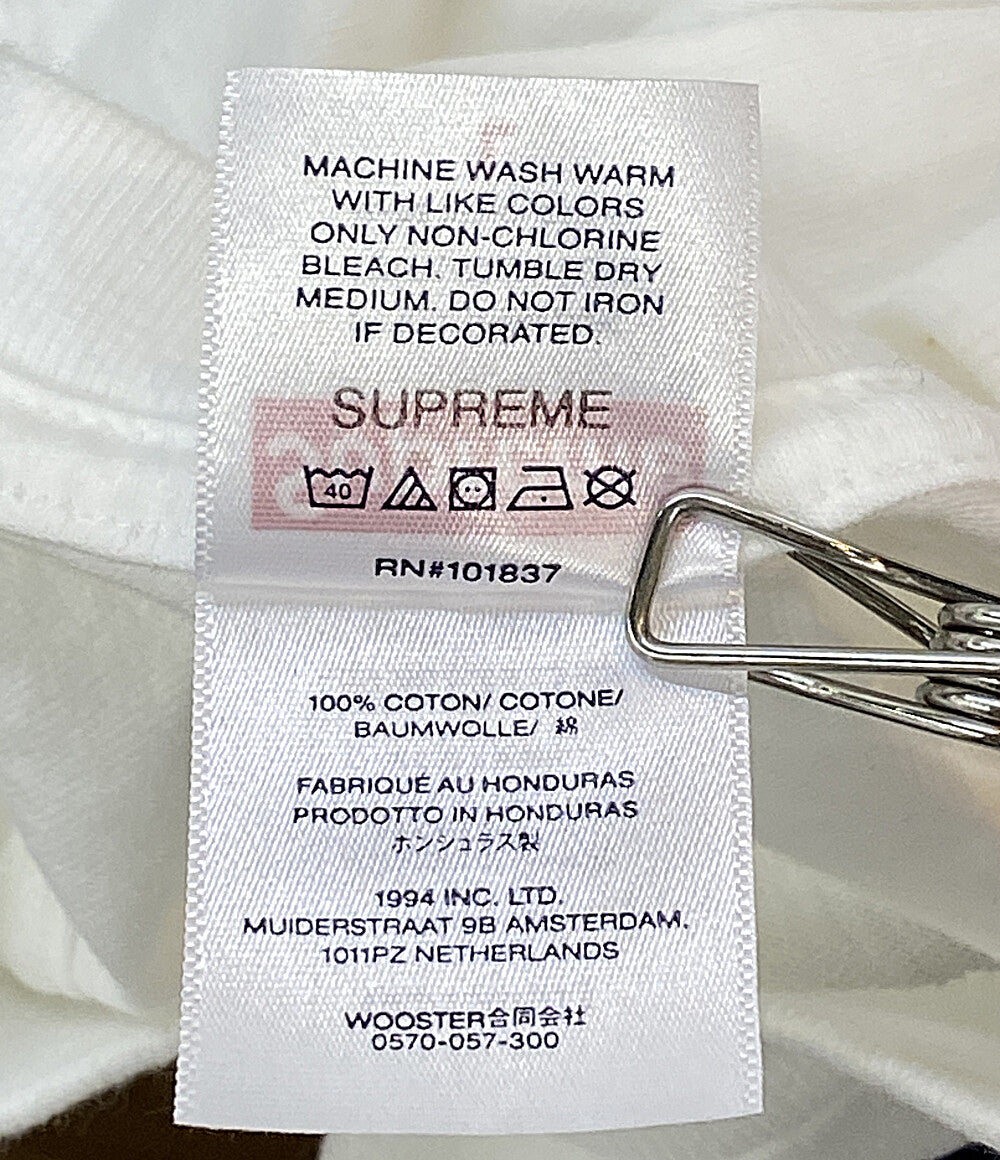 MACHINE WASH WARM
WITH LIKE COLORS
ONLY NON-CHLORINE
BLEACH. TUMBLE DRY
MEDIUM. DO NOT IRON
IF DECORATED.
SUPREME
40
RN#101837
100% COTON/ COTONE/
BAUMWOLLE/ 綿
FABRIQUÉ AU HONDURAS
PRODOTTO IN HONDURAS
ホンジュラス製
1994 INC. LTD.
MUIDERSTRAAT 9B AMSTERDAM.
1011PZ NETHERLANDS
WOOSTER合同会社
0570-057-300